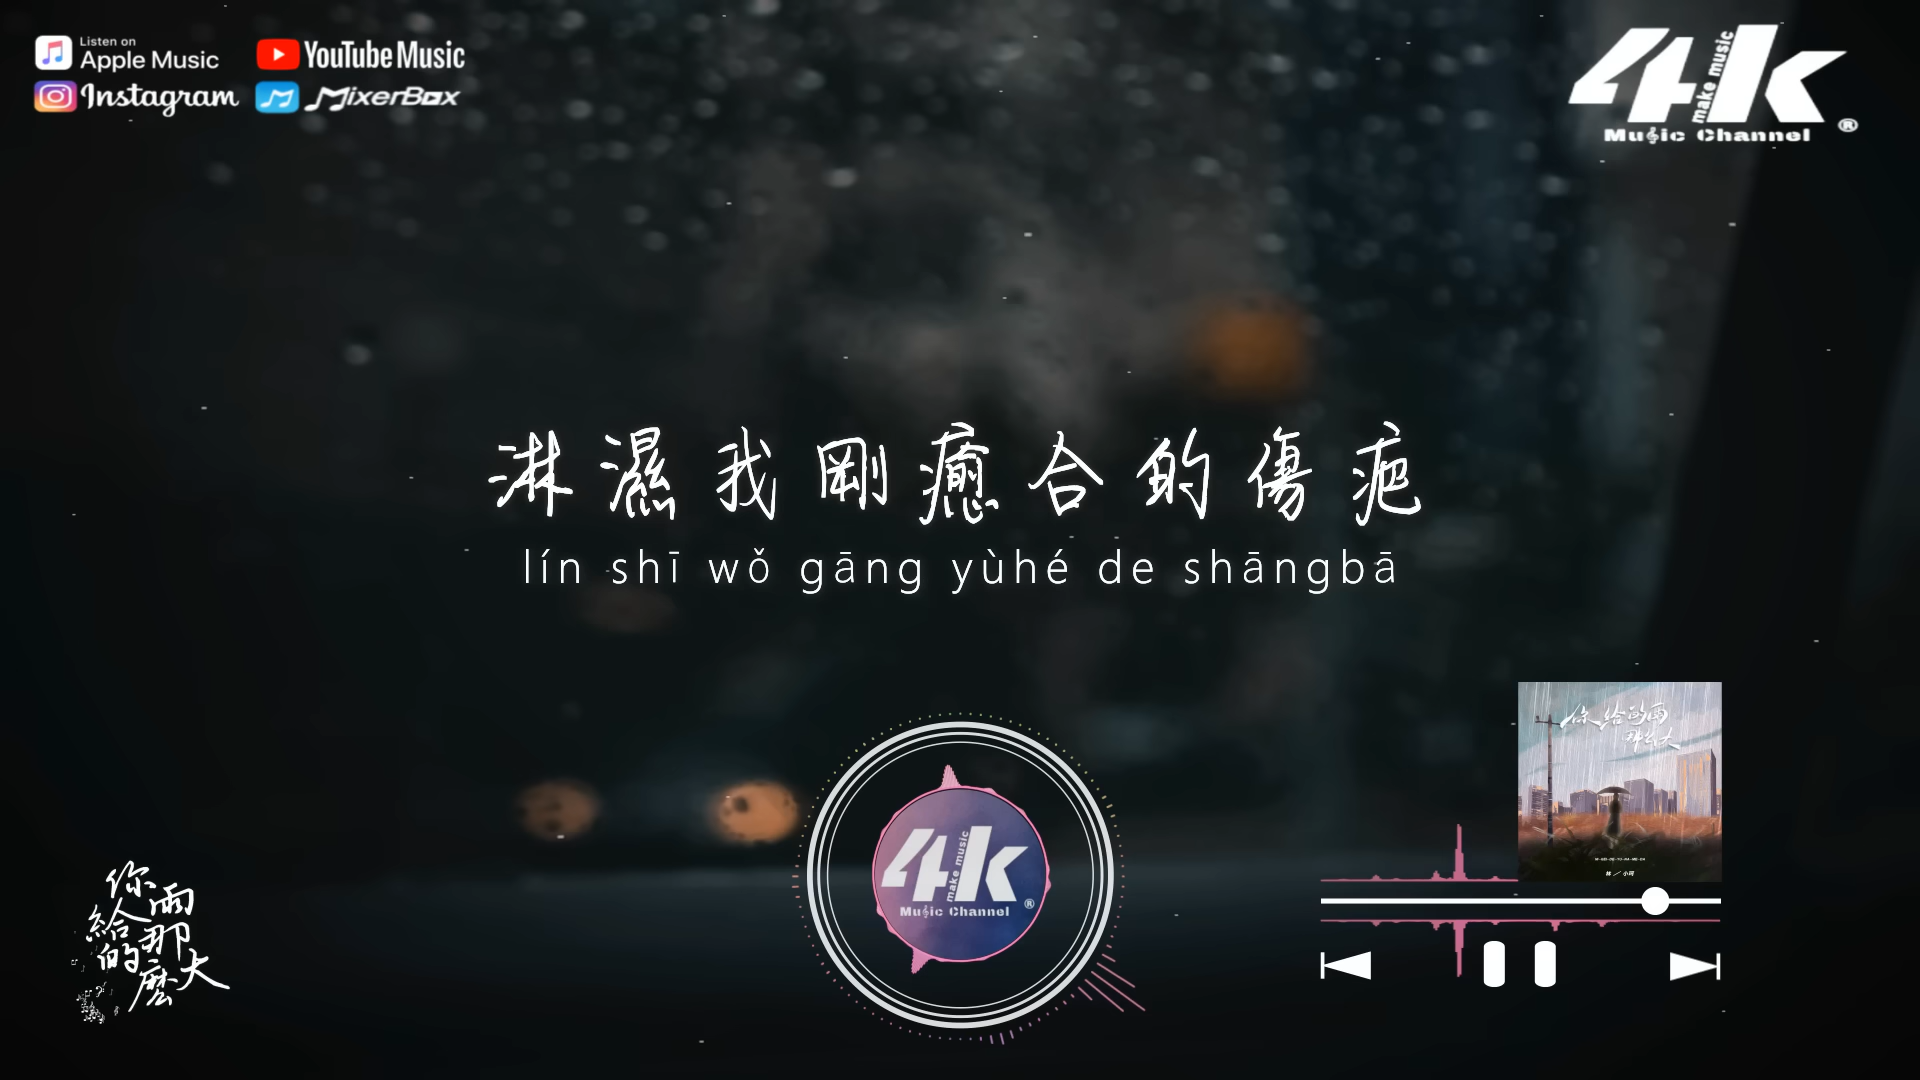 Listen on
Apple Music
YouTube Music
Instagram
MixerBox
4k
make music
Music Channel ®
淋濕我剛癒合的傷疤
lín shī wǒ gāng yùhé de shāngbā
你給的雨
那麼大
4k
make music
Music Channel ®
你給的雨
那么大